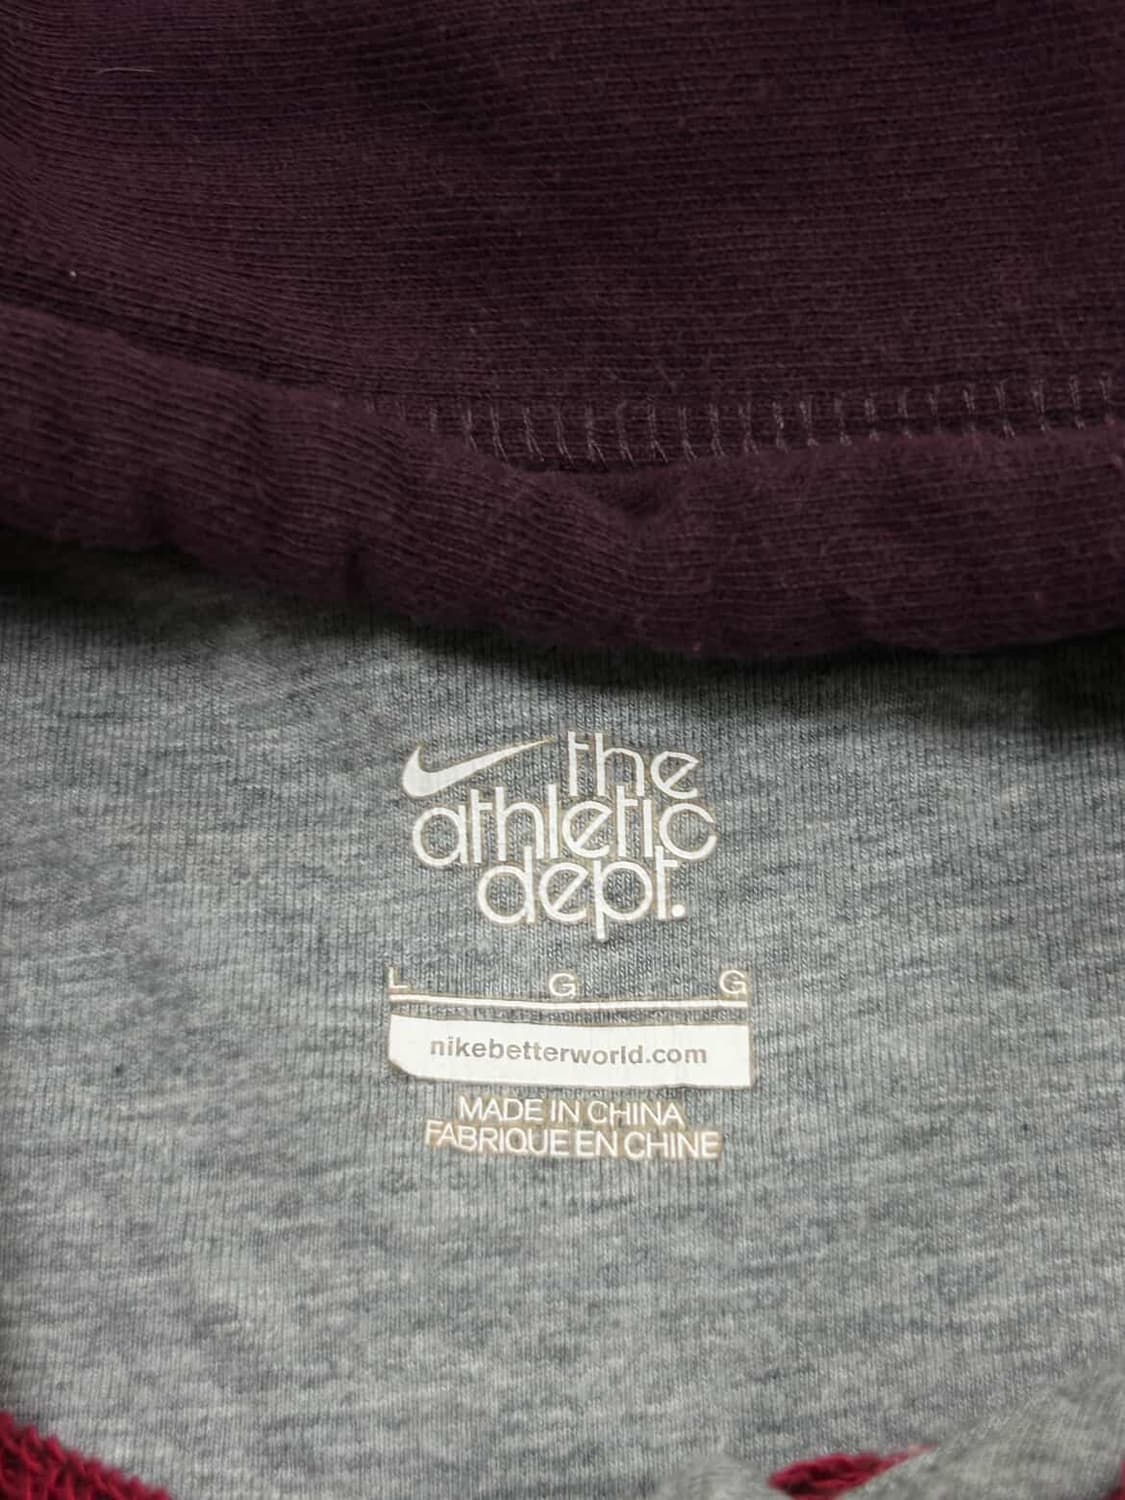 the
athletic
dept.
L G G
nikebetterworld.com
MADE IN CHINA
FABRIQUE EN CHINE